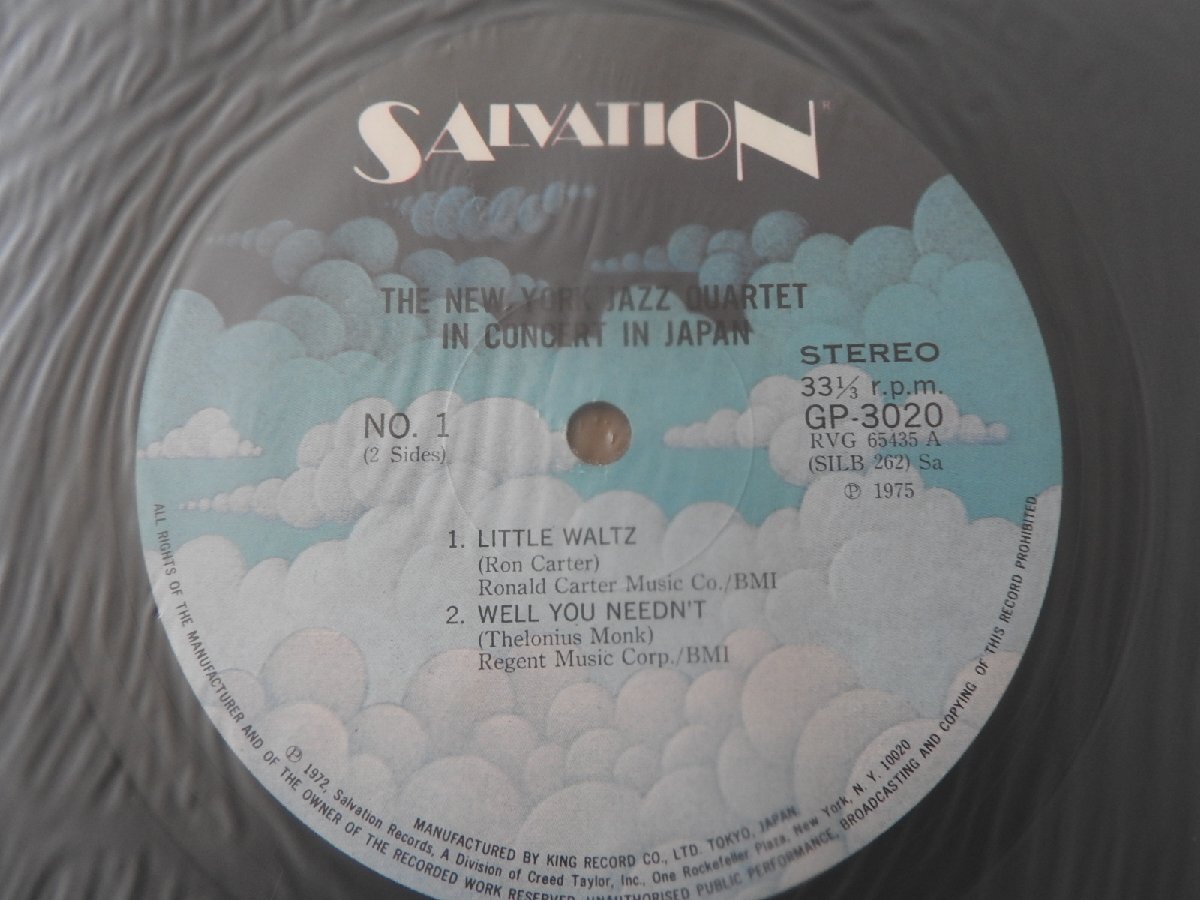 SALVATION ®
THE NEW YORK JAZZ QUARTET
IN CONCERT IN JAPAN
STEREO
33⅓ r.p.m.
GP-3020
RVG 65435 A
(SILB 262) Sa
℗ 1975
NO. 1
(2 Sides)
1. LITTLE WALTZ
(Ron Carter)
Ronald Carter Music Co./BMI
2. WELL YOU NEEDN'T
(Thelonius Monk)
Regent Music Corp./BMI
MANUFACTURED BY KING RECORD CO., LTD. TOKYO, JAPAN.
℗ 1972, Salvation Records, A Division of Creed Taylor, Inc., One Rockefeller Plaza, New York, N. Y. 10020
ALL RIGHTS OF THE MANUFACTURER AND OF THE OWNER OF THE RECORDED WORK RESERVED. UNAUTHORISED PUBLIC PERFORMANCE, BROADCASTING AND COPYING OF THIS RECORD PROHIBITED.